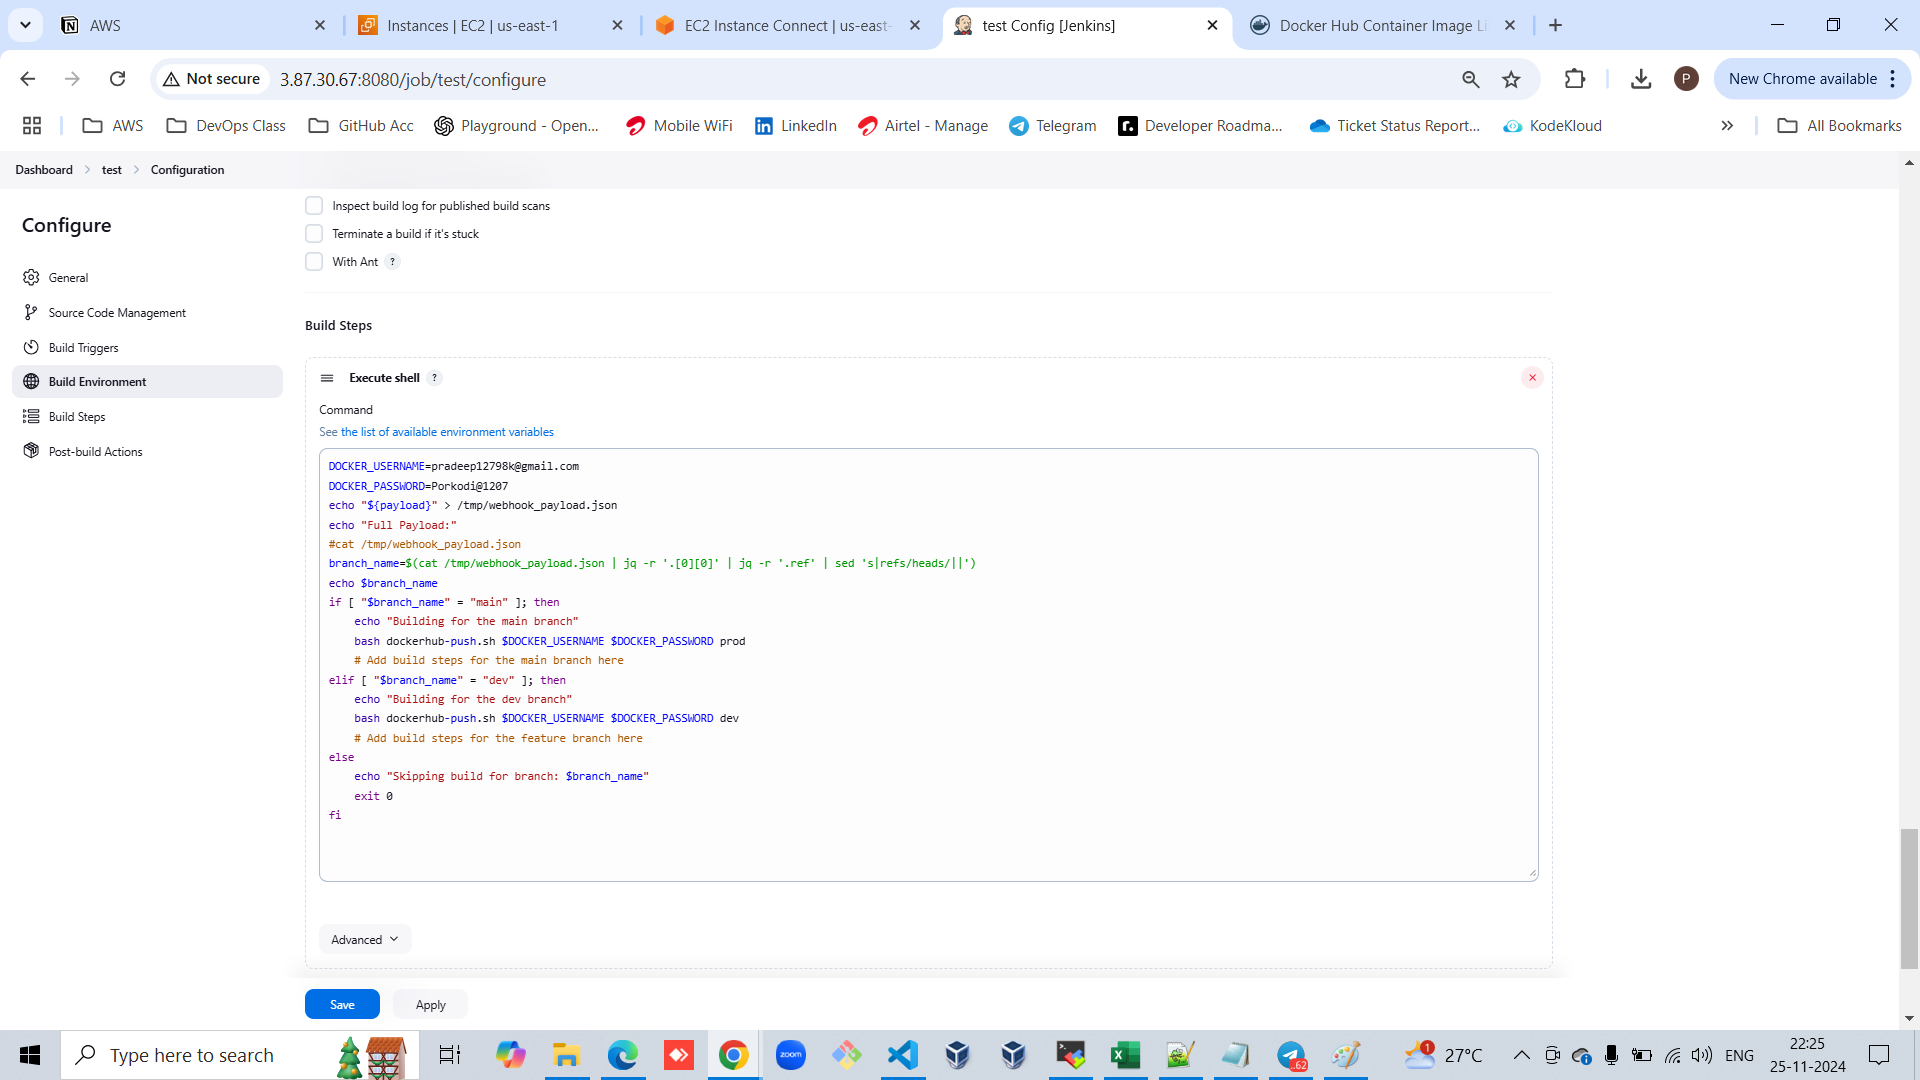 AWS
Instances | EC2 | us-east-1
EC2 Instance Connect | us-east-
test Config [Jenkins]
Docker Hub Container Image Li
Not secure
3.87.30.67:8080/job/test/configure
P
New Chrome available
AWS
DevOps Class
GitHub Acc
Playground - Open...
Mobile WiFi
LinkedIn
Airtel - Manage
Telegram
Developer Roadma...
Ticket Status Report...
KodeKloud
All Bookmarks
Dashboard
test
Configuration
Configure
General
Source Code Management
Build Triggers
Build Environment
Build Steps
Post-build Actions
Inspect build log for published build scans
Terminate a build if it's stuck
With Ant ?
Build Steps
Execute shell ?
Command
See the list of available environment variables
DOCKER_USERNAME=pradeep12798k@gmail.com
DOCKER_PASSWORD=Porkodi@1207
echo "${payload}" > /tmp/webhook_payload.json
echo "Full Payload:"
#cat /tmp/webhook_payload.json
branch_name=$(cat /tmp/webhook_payload.json | jq -r '.[0][0]' | jq -r '.ref' | sed 's|refs/heads/||')
echo $branch_name
if [ "$branch_name" = "main" ]; then
    echo "Building for the main branch"
    bash dockerhub-push.sh $DOCKER_USERNAME $DOCKER_PASSWORD prod
    # Add build steps for the main branch here
elif [ "$branch_name" = "dev" ]; then
    echo "Building for the dev branch"
    bash dockerhub-push.sh $DOCKER_USERNAME $DOCKER_PASSWORD dev
    # Add build steps for the feature branch here
else
    echo "Skipping build for branch: $branch_name"
    exit 0
fi
Advanced
Save
Apply
Type here to search
zoom
62
1
27°C
ENG
22:25
25-11-2024